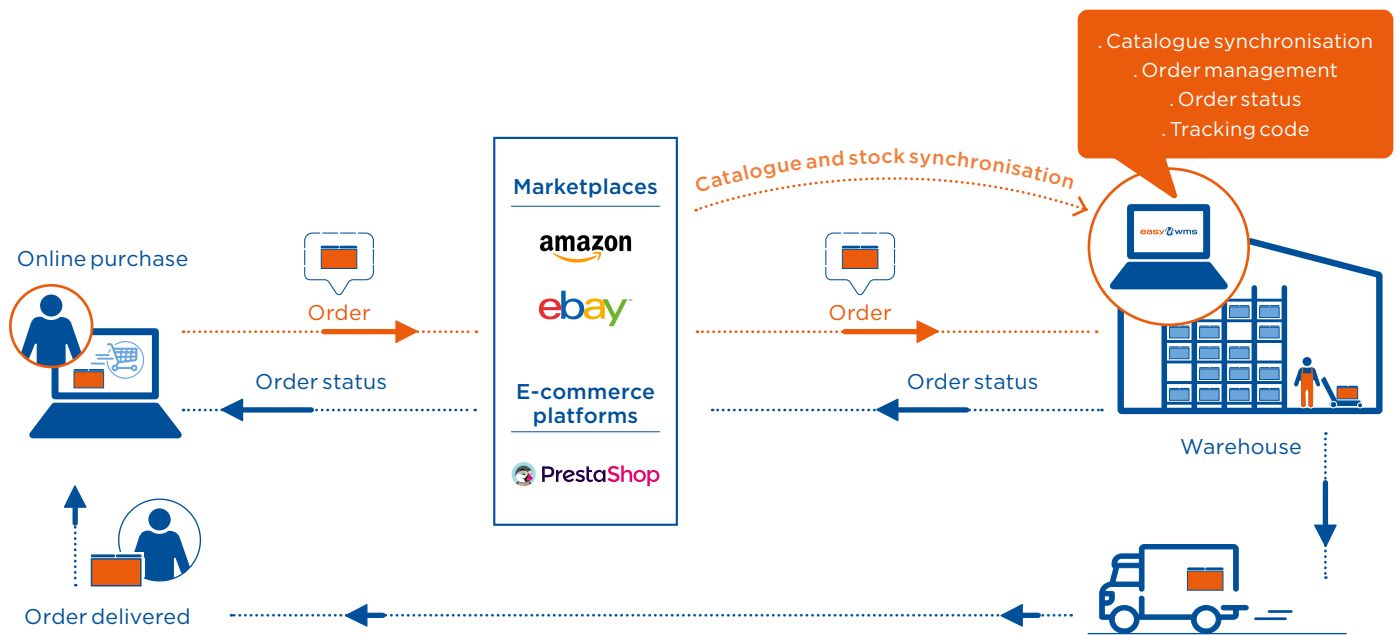 . Catalogue synchronisation
. Order management
. Order status
. Tracking code
Catalogue and stock synchronisation
Marketplaces
amazon
ebay™
E-commerce
platforms
PrestaShop
easy wms
Online purchase
Order
Order
Order status
Order status
Warehouse
Order delivered